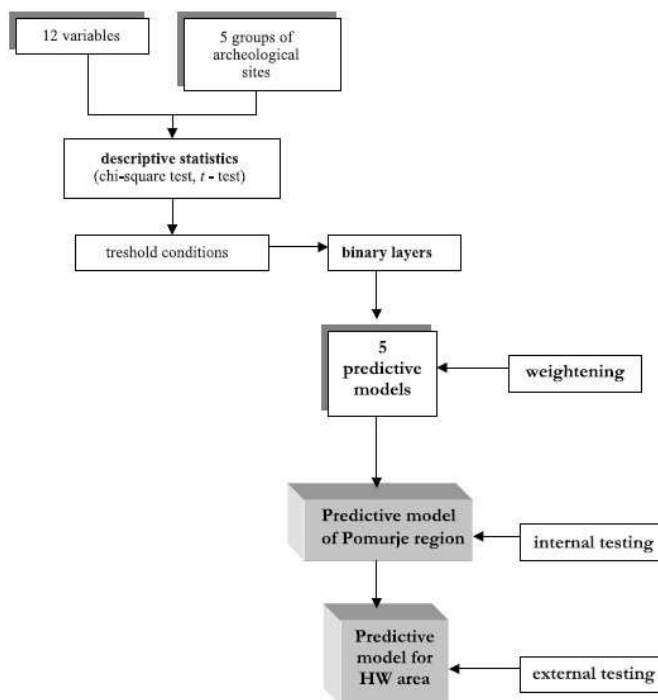 12 variables
5 groups of
archeological
sites
descriptive statistics
(chi-square test, t - test)
treshold conditions
binary layers
5
predictive
models
weightening
Predictive model
of Pomurje region
internal testing
Predictive
model for
HW area
external testing